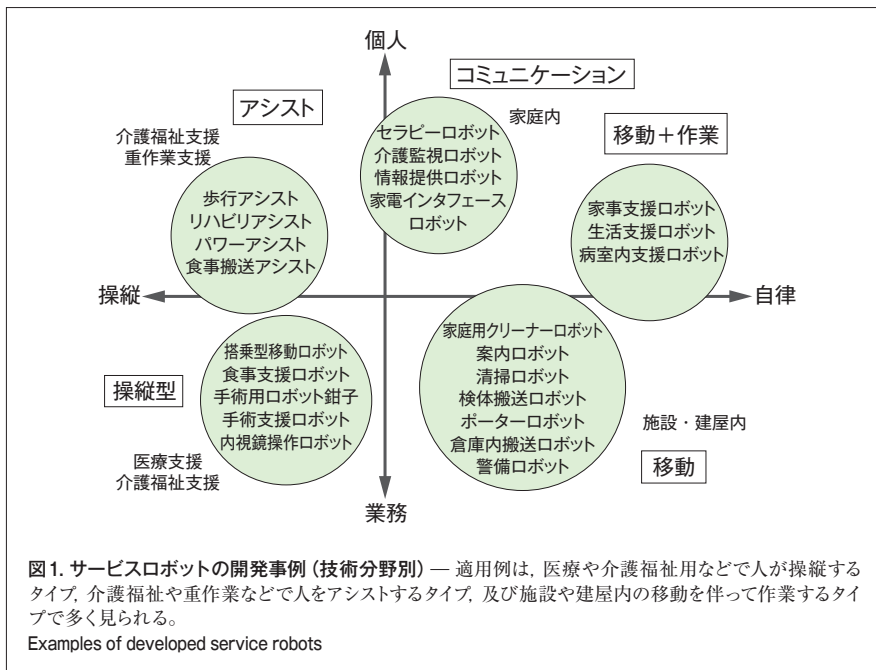 個人
コミュニケーション
アシスト
家庭内
移動＋作業
介護福祉支援
重作業支援
セラピーロボット
介護監視ロボット
情報提供ロボット
家電インタフェース
ロボット
歩行アシスト
リハビリアシスト
パワーアシスト
食事搬送アシスト
家事支援ロボット
生活支援ロボット
病室内支援ロボット
操縦
自律
搭乗型移動ロボット
食事支援ロボット
手術用ロボット鉗子
手術支援ロボット
内視鏡操作ロボット
家庭用クリーナーロボット
案内ロボット
清掃ロボット
検体搬送ロボット
ポーターロボット
倉庫内搬送ロボット
警備ロボット
操縦型
施設・建屋内
医療支援
介護福祉支援
移動
業務
図1. サービスロボットの開発事例（技術分野別） — 適用例は，医療や介護福祉用などで人が操縦する
タイプ，介護福祉や重作業などで人をアシストするタイプ，及び施設や建屋内の移動を伴って作業するタイ
プで多く見られる。
Examples of developed service robots